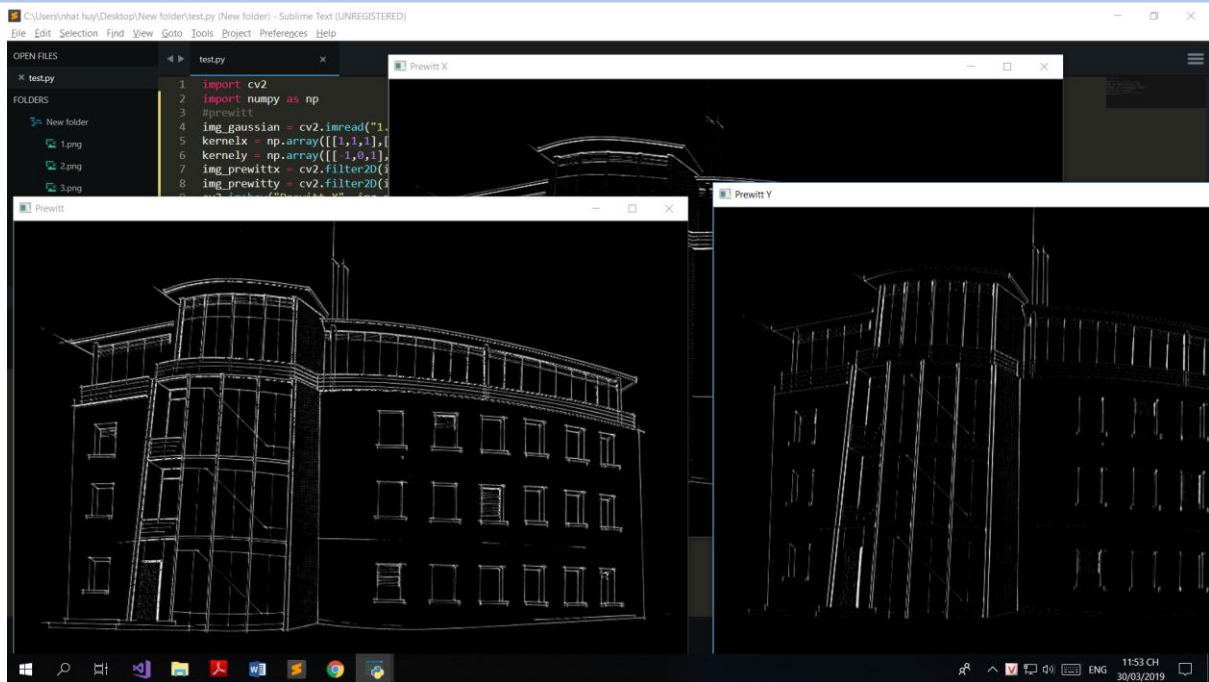 C:\Users\nhat huy\Desktop\New folder\test.py (New folder) - Sublime Text (UNREGISTERED)
File Edit Selection Find View Goto Tools Project Preferences Help
OPEN FILES
× test.py
FOLDERS
New folder
1.png
2.png
3.png
test.py ×
1 import cv2
2 import numpy as np
3 #prewitt
4 img_gaussian = cv2.imread("1.
5 kernelx = np.array([[1,1,1],[
6 kernely = np.array([[-1,0,1],
7 img_prewittx = cv2.filter2D(i
8 img_prewitty = cv2.filter2D(i
Prewitt X
Prewitt
Prewitt Y
ENG
11:53 CH
30/03/2019